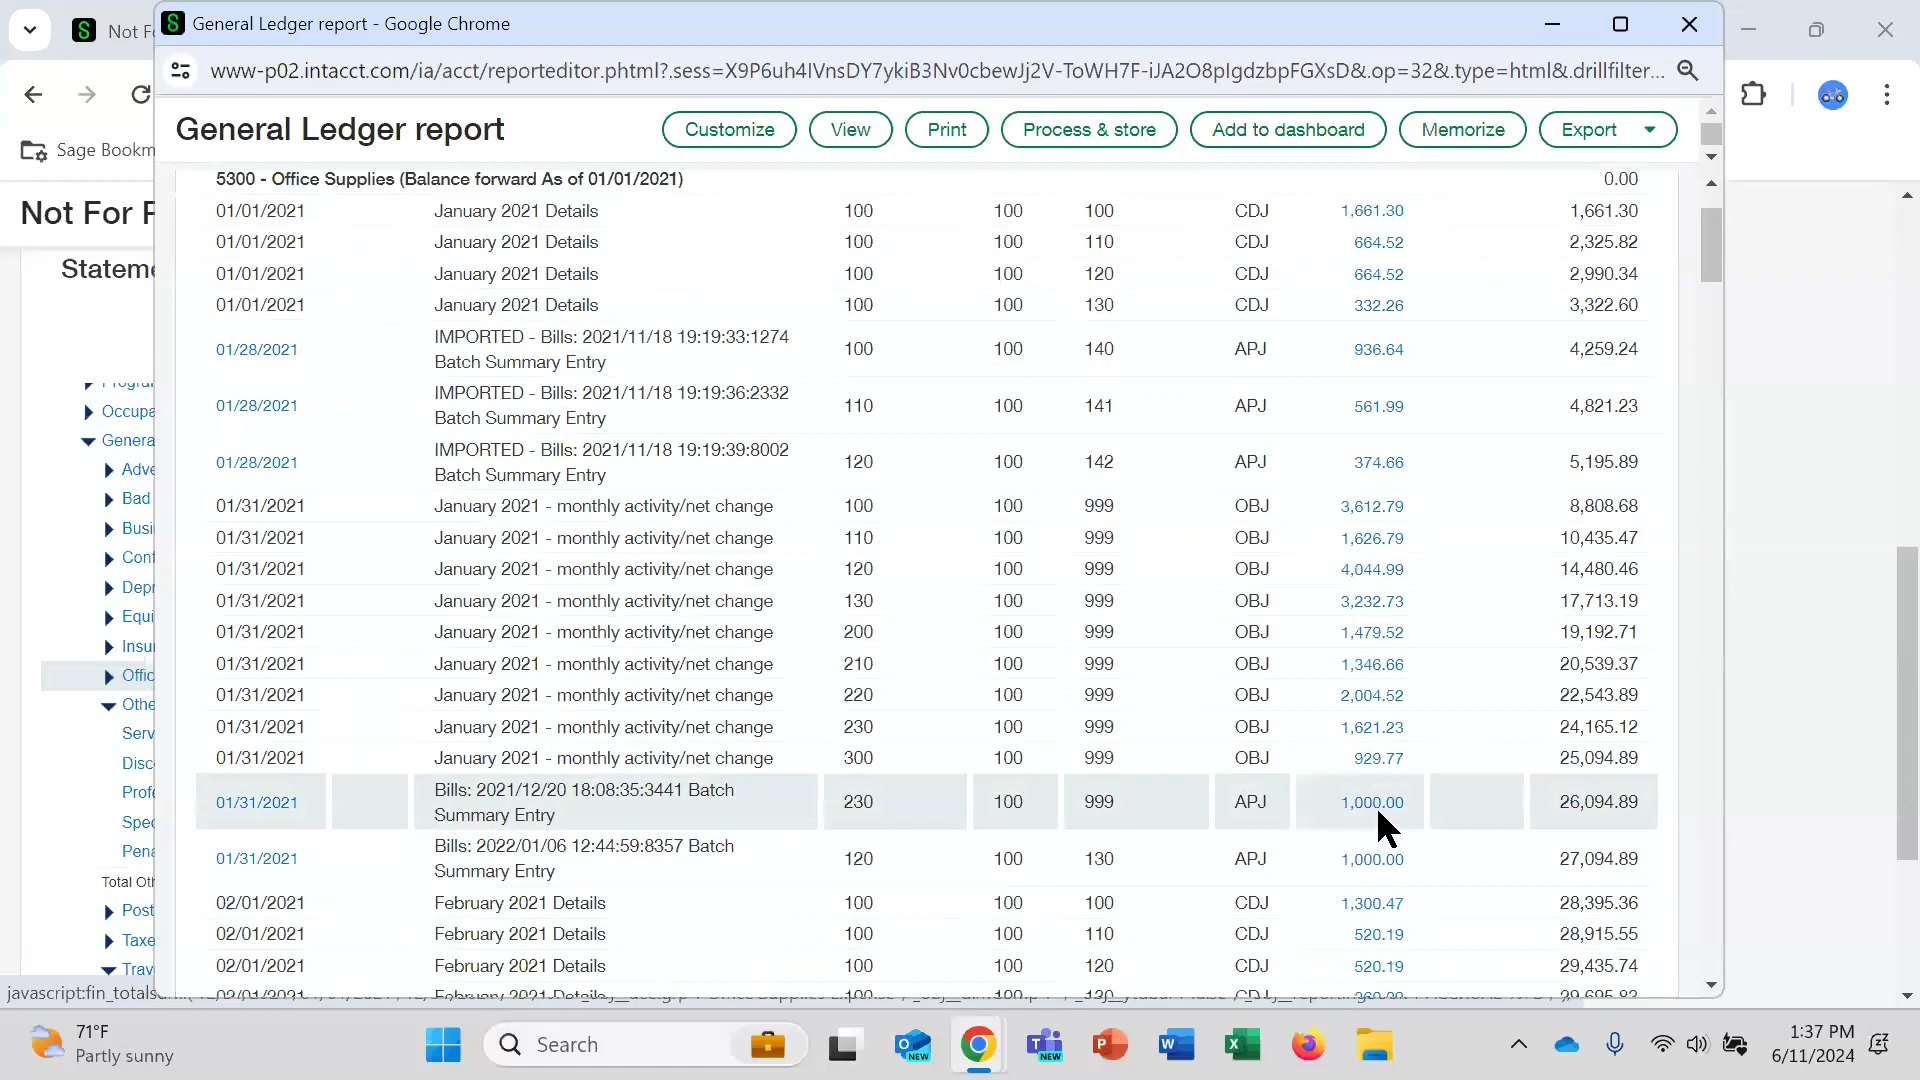 Not Fo
General Ledger report - Google Chrome
www-p02.intacct.com/ia/acct/reporteditor.phtml?.sess=X9P6uh4IVnsDY7ykiB3Nv0cbewJj2V-ToWH7F-iJA2O8pIgdzbpFGXsD&.op=32&.type=html&.drillfilter...
Sage Bookm
General Ledger report
Customize
View
Print
Process & store
Add to dashboard
Memorize
Export
Not For P
Stateme
Occupa
Genera
Adve
Bad
Busi
Conf
Depr
Equi
Insu
Offic
Othe
Serv
Disc
Profe
Spec
Pena
Total Oth
Post
Taxe
Trav
5300 - Office Supplies (Balance forward As of 01/01/2021) 0.00
01/01/2021 January 2021 Details 100 100 100 CDJ 1,661.30 1,661.30
01/01/2021 January 2021 Details 100 100 110 CDJ 664.52 2,325.82
01/01/2021 January 2021 Details 100 100 120 CDJ 664.52 2,990.34
01/01/2021 January 2021 Details 100 100 130 CDJ 332.26 3,322.60
01/28/2021 IMPORTED - Bills: 2021/11/18 19:19:33:1274 100 100 140 APJ 936.64 4,259.24
Batch Summary Entry
01/28/2021 IMPORTED - Bills: 2021/11/18 19:19:36:2332 110 100 141 APJ 561.99 4,821.23
Batch Summary Entry
01/28/2021 IMPORTED - Bills: 2021/11/18 19:19:39:8002 120 100 142 APJ 374.66 5,195.89
Batch Summary Entry
01/31/2021 January 2021 - monthly activity/net change 100 100 999 OBJ 3,612.79 8,808.68
01/31/2021 January 2021 - monthly activity/net change 110 100 999 OBJ 1,626.79 10,435.47
01/31/2021 January 2021 - monthly activity/net change 120 100 999 OBJ 4,044.99 14,480.46
01/31/2021 January 2021 - monthly activity/net change 130 100 999 OBJ 3,232.73 17,713.19
01/31/2021 January 2021 - monthly activity/net change 200 100 999 OBJ 1,479.52 19,192.71
01/31/2021 January 2021 - monthly activity/net change 210 100 999 OBJ 1,346.66 20,539.37
01/31/2021 January 2021 - monthly activity/net change 220 100 999 OBJ 2,004.52 22,543.89
01/31/2021 January 2021 - monthly activity/net change 230 100 999 OBJ 1,621.23 24,165.12
01/31/2021 January 2021 - monthly activity/net change 300 100 999 OBJ 929.77 25,094.89
01/31/2021 Bills: 2021/12/20 18:08:35:3441 Batch 230 100 999 APJ 1,000.00 26,094.89
Summary Entry
01/31/2021 Bills: 2022/01/06 12:44:59:8357 Batch 120 100 130 APJ 1,000.00 27,094.89
Summary Entry
02/01/2021 February 2021 Details 100 100 100 CDJ 1,300.47 28,395.36
02/01/2021 February 2021 Details 100 100 110 CDJ 520.19 28,915.55
02/01/2021 February 2021 Details 100 100 120 CDJ 520.19 29,435.74
71°F
Partly sunny
Search
1:37 PM
6/11/2024